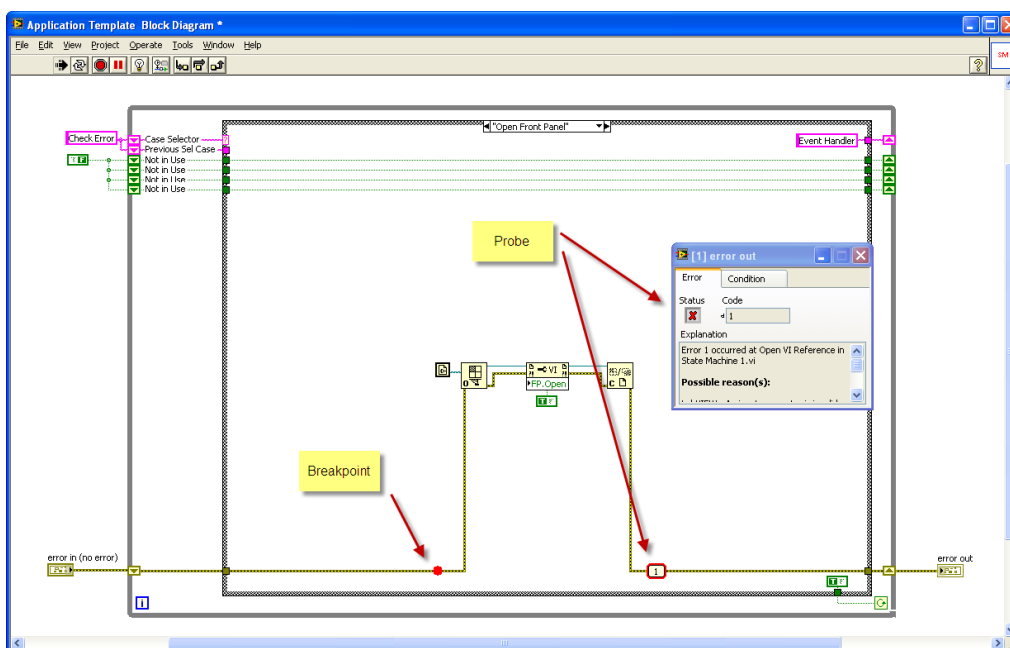 Application Template Block Diagram *
File Edit View Project Operate Tools Window Help
SM
"Open Front Panel"
Check Error
Case Selector
Previous Sel Case
Event Handler
F
Not in Use
Not in Use
Not in Use
Not in Use
Probe
[1] error out
Error Condition
Status Code
d 1
Explanation
Error 1 occurred at Open VI Reference in
State Machine 1.vi
Possible reason(s):
VI
FP.Open
C
T
Breakpoint
error in (no error)
1
error out
T
i